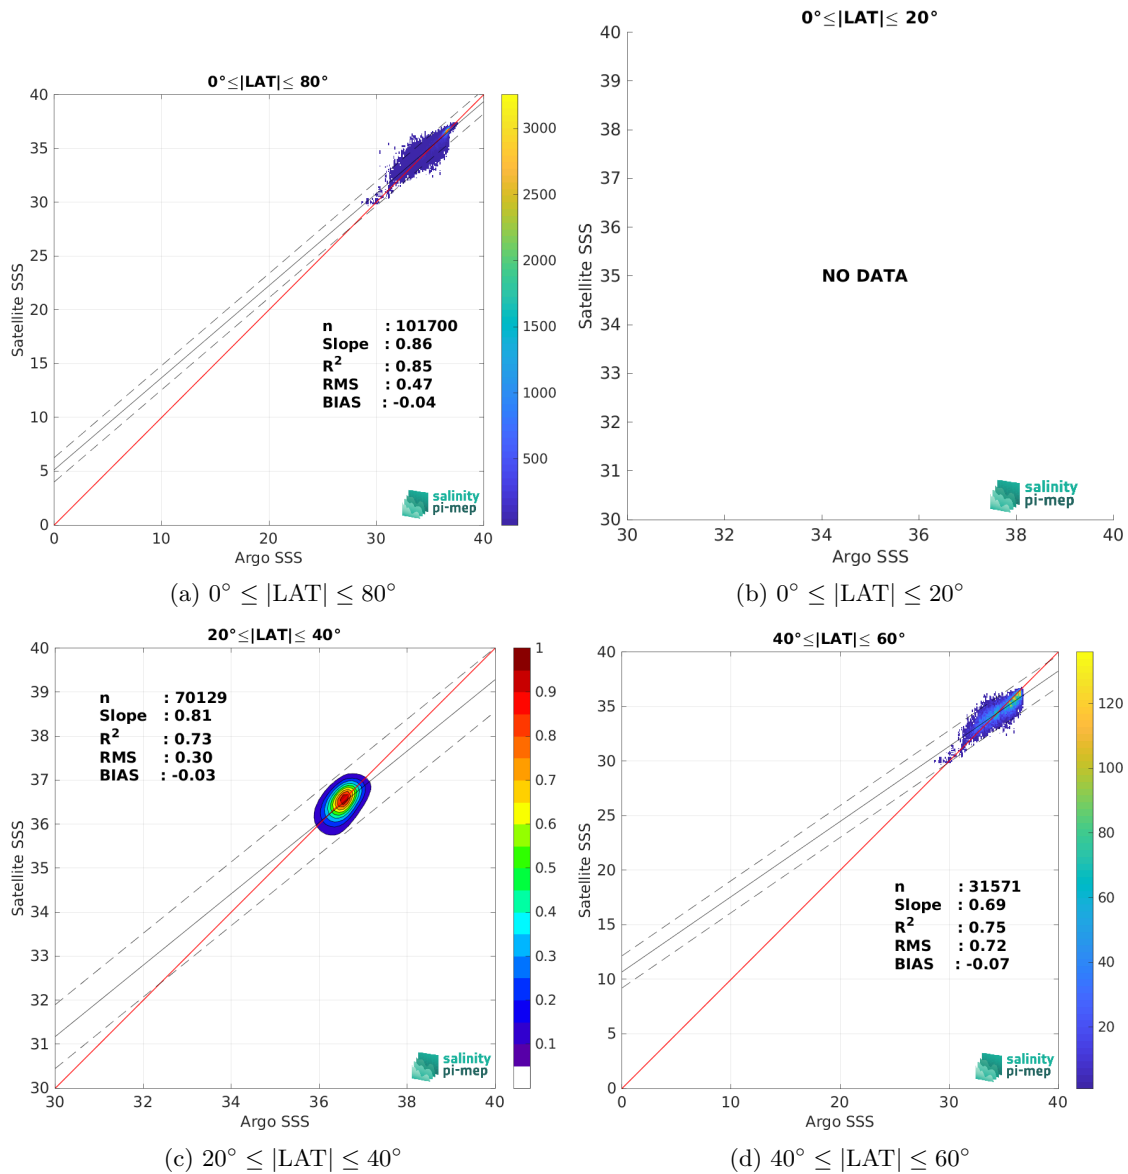 0°≤|LAT|≤ 80°
40
35
30
25
20
15
10
5
0
Satellite SSS
0
10
20
30
40
Argo SSS
n : 101700
Slope : 0.86
R² : 0.85
RMS : 0.47
BIAS : -0.04
3000
2500
2000
1500
1000
500
salinity
pi-mep
(a) 0° ≤ |LAT| ≤ 80°
0°≤|LAT|≤ 20°
40
39
38
37
36
35
34
33
32
31
30
Satellite SSS
NO DATA
30
32
34
36
38
40
Argo SSS
salinity
pi-mep
(b) 0° ≤ |LAT| ≤ 20°
20°≤|LAT|≤ 40°
40
39
38
37
36
35
34
33
32
31
30
Satellite SSS
n : 70129
Slope : 0.81
R² : 0.73
RMS : 0.30
BIAS : -0.03
30
32
34
36
38
40
Argo SSS
1
0.9
0.8
0.7
0.6
0.5
0.4
0.3
0.2
0.1
salinity
pi-mep
(c) 20° ≤ |LAT| ≤ 40°
40°≤|LAT|≤ 60°
40
35
30
25
20
15
10
5
0
Satellite SSS
n : 31571
Slope : 0.69
R² : 0.75
RMS : 0.72
BIAS : -0.07
0
10
20
30
40
Argo SSS
120
100
80
60
40
20
salinity
pi-mep
(d) 40° ≤ |LAT| ≤ 60°